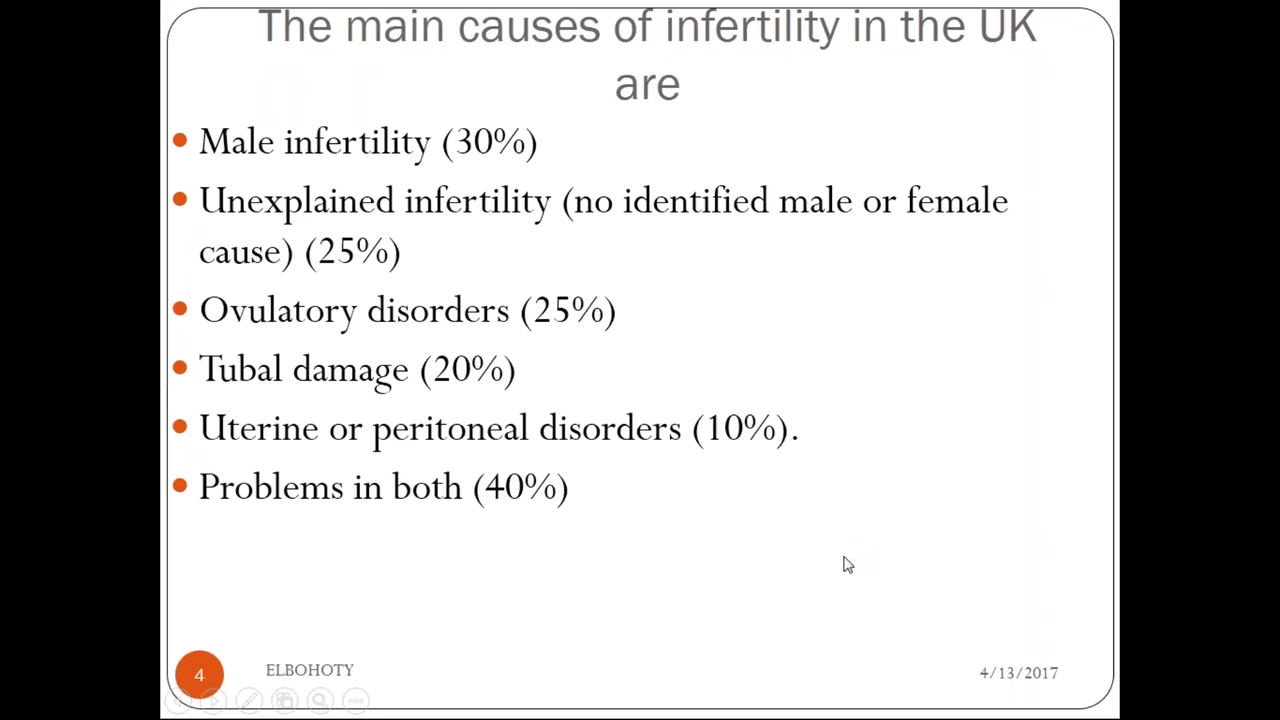 The main causes of infertility in the UK
are
Male infertility (30%)
Unexplained infertility (no identified male or female
cause) (25%)
Ovulatory disorders (25%)
Tubal damage (20%)
Uterine or peritoneal disorders (10%).
Problems in both (40%)
4 ELBOHOTY 4/13/2017